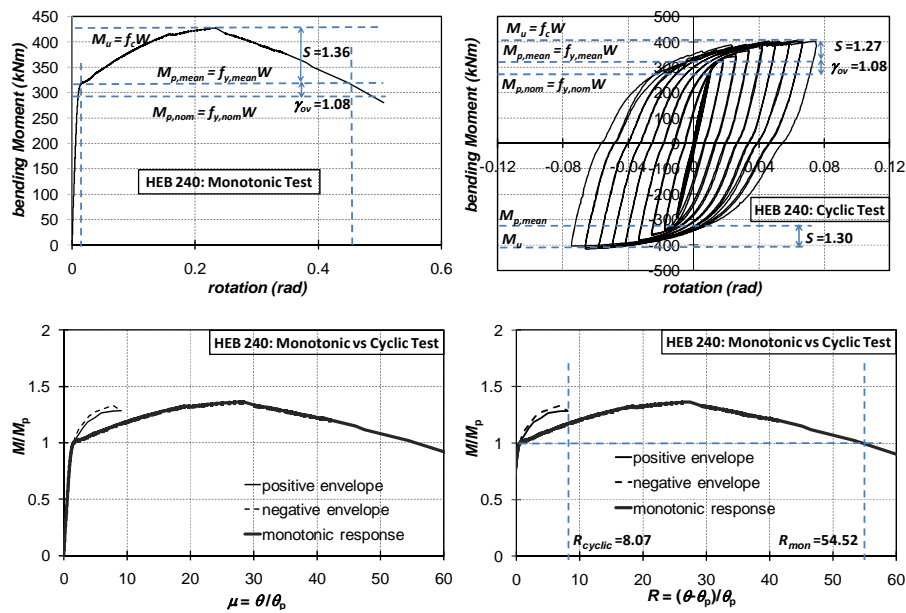 450
400
350
300
250
200
150
100
50
0
bending Moment (kNm)
M_u = f_cW
S =1.36
M_p,mean = f_y,meanW
γ_ov =1.08
M_p,nom = f_y,nomW
HEB 240: Monotonic Test
0 0.2 0.4 0.6
rotation (rad)
500
400
300
200
100
0
-100
-200
-300
-400
-500
bending Moment (kNm)
M_u = f_cW
S =1.27
M_p,mean = f_y,meanW
γ_ov =1.08
M_p,nom = f_y,nomW
-0.12 -0.08 -0.04 0 0.04 0.08 0.12
HEB 240: Cyclic Test
M_p,mean
M_u
S =1.30
rotation (rad)
2
1.5
1
0.5
0
M/M_p
HEB 240: Monotonic vs Cyclic Test
positive envelope
negative envelope
monotonic response
0 10 20 30 40 50 60
μ = θ/θ_p
2
1.5
1
0.5
0
M/M_p
HEB 240: Monotonic vs Cyclic Test
positive envelope
negative envelope
monotonic response
R_cyclic =8.07
R_mon =54.52
0 10 20 30 40 50 60
R = (θ-θ_p)/θ_p